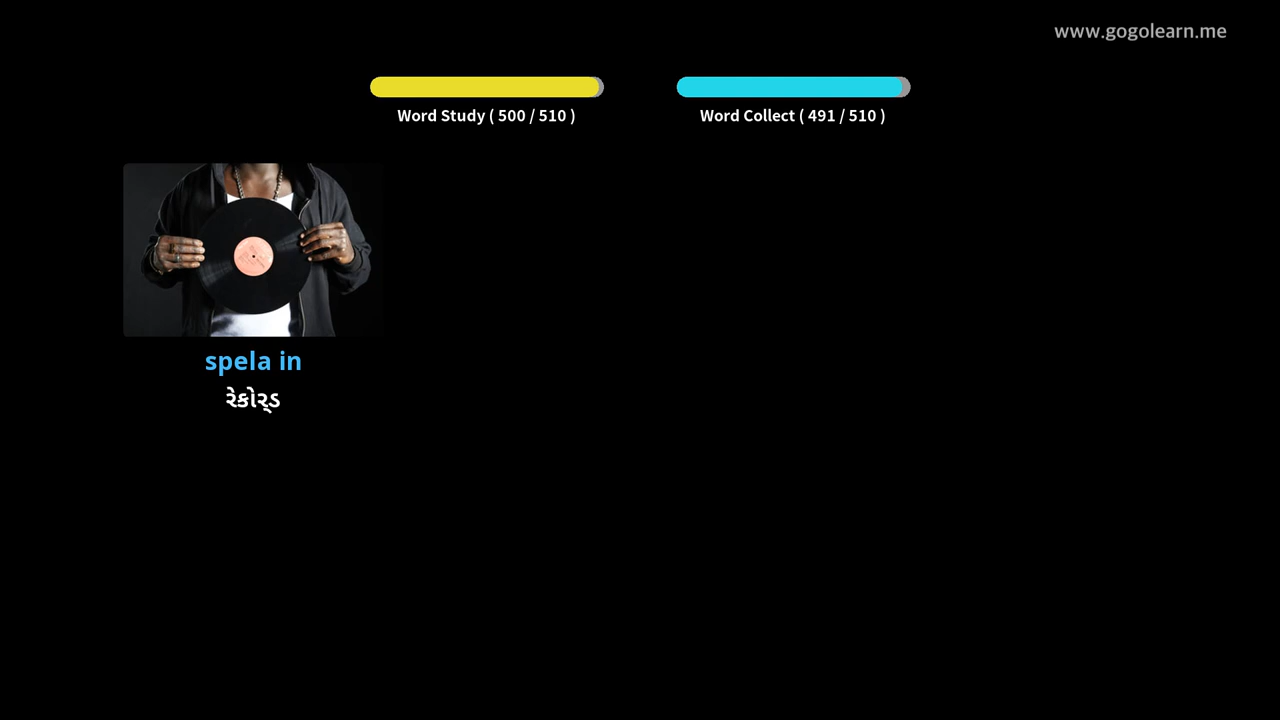 www.gogolearn.me
Word Study ( 500 / 510 )
Word Collect ( 491 / 510 )
spela in
રેકોર્ડ